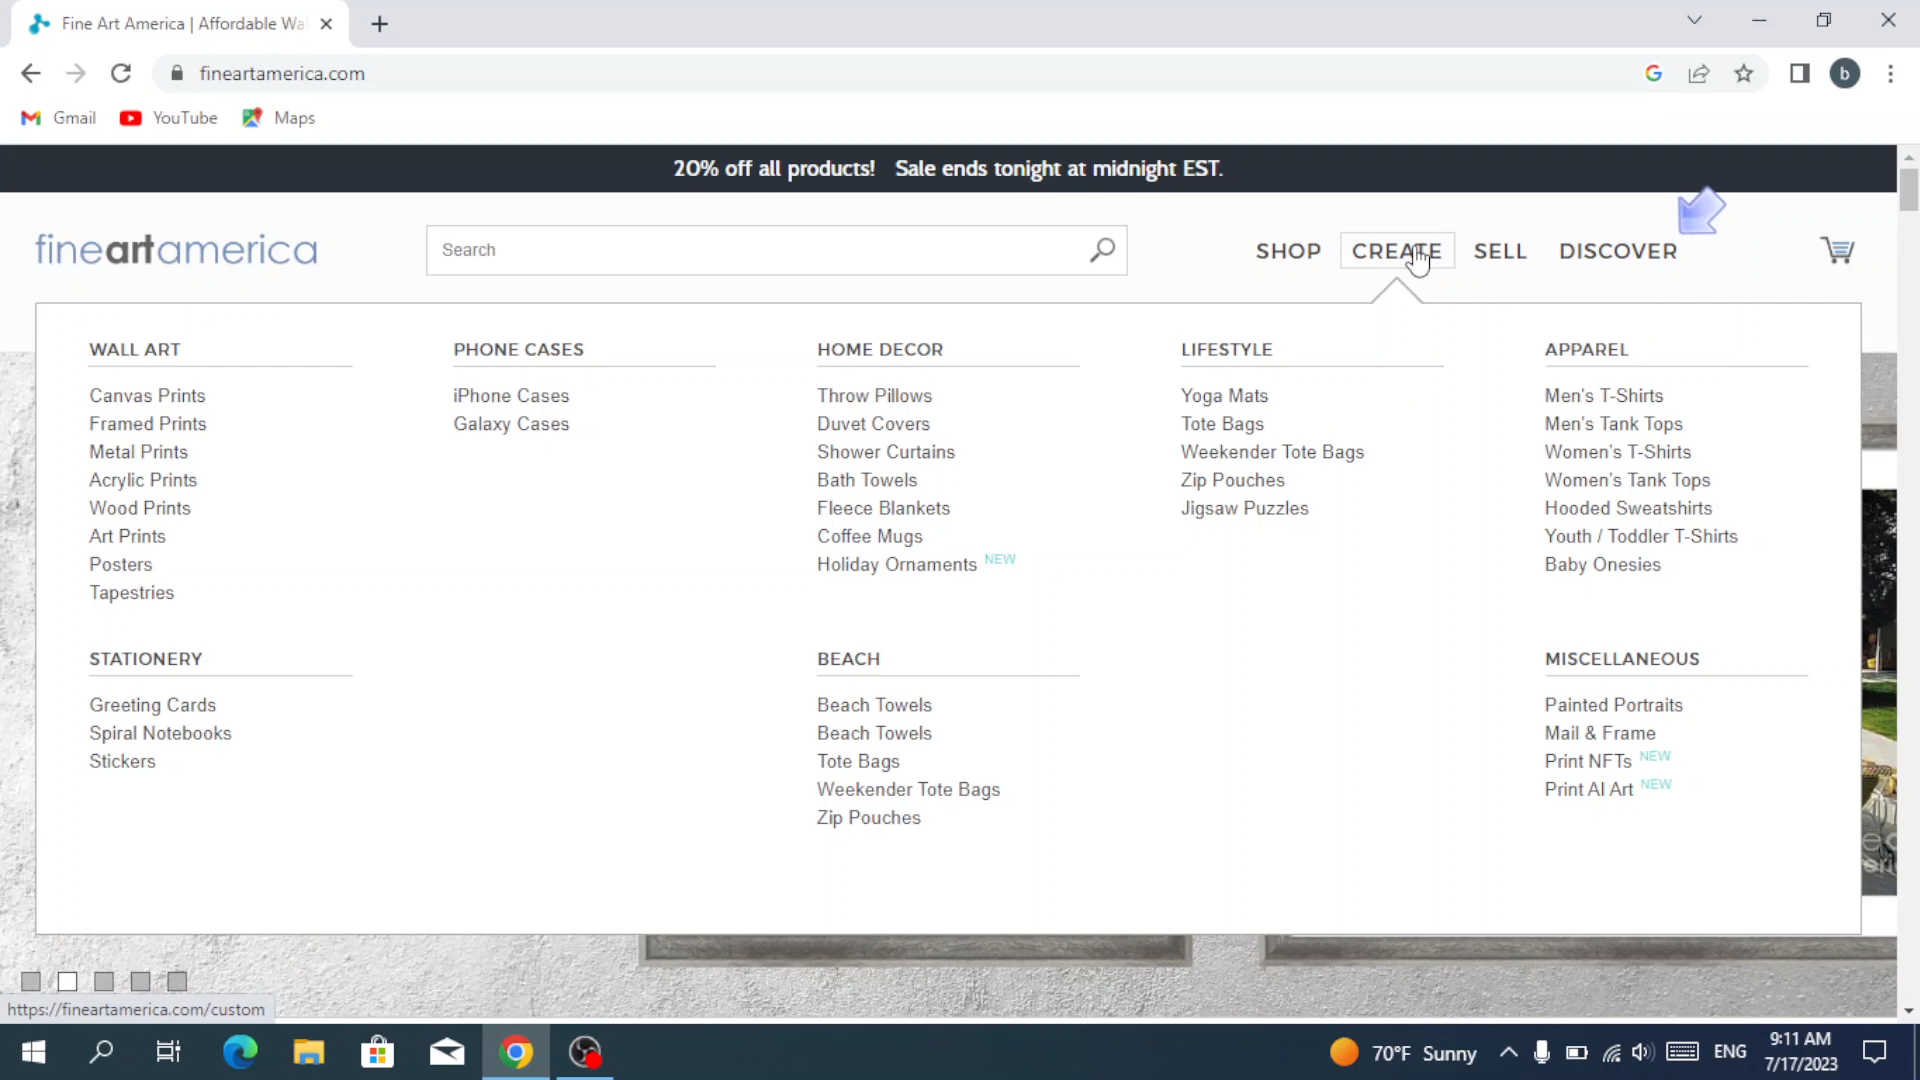 Fine Art America | Affordable Wa
fineartamerica.com
b
Gmail
YouTube
Maps
20% off all products! Sale ends tonight at midnight EST.
fineartamerica
Search
SHOP
CREATE
SELL
DISCOVER
WALL ART
Canvas Prints
Framed Prints
Metal Prints
Acrylic Prints
Wood Prints
Art Prints
Posters
Tapestries
STATIONERY
Greeting Cards
Spiral Notebooks
Stickers
PHONE CASES
iPhone Cases
Galaxy Cases
HOME DECOR
Throw Pillows
Duvet Covers
Shower Curtains
Bath Towels
Fleece Blankets
Coffee Mugs
Holiday Ornaments NEW
BEACH
Beach Towels
Beach Towels
Tote Bags
Weekender Tote Bags
Zip Pouches
LIFESTYLE
Yoga Mats
Tote Bags
Weekender Tote Bags
Zip Pouches
Jigsaw Puzzles
APPAREL
Men's T-Shirts
Men's Tank Tops
Women's T-Shirts
Women's Tank Tops
Hooded Sweatshirts
Youth / Toddler T-Shirts
Baby Onesies
MISCELLANEOUS
Painted Portraits
Mail & Frame
Print NFTs NEW
Print AI Art NEW
https://fineartamerica.com/custom
70°F Sunny
ENG
9:11 AM
7/17/2023